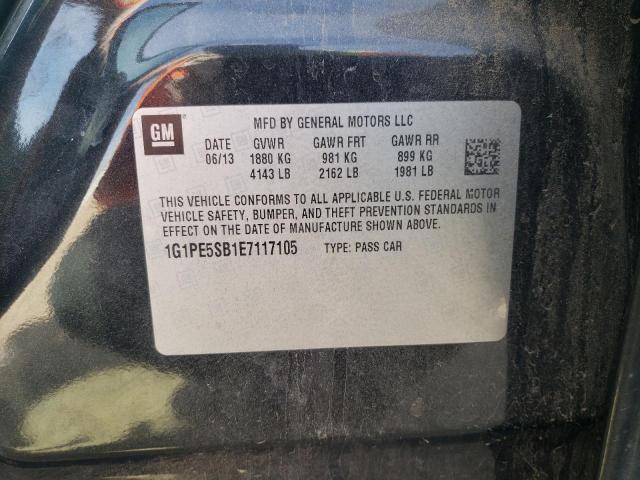 GM
MFD BY GENERAL MOTORS LLC
DATE GVWR GAWR FRT GAWR RR
06/13 1880 KG 981 KG 899 KG
4143 LB 2162 LB 1981 LB
THIS VEHICLE CONFORMS TO ALL APPLICABLE U.S. FEDERAL MOTOR
VEHICLE SAFETY, BUMPER, AND THEFT PREVENTION STANDARDS IN
EFFECT ON THE DATE OF MANUFACTURE SHOWN ABOVE.
1G1PE5SB1E7117105 TYPE: PASS CAR